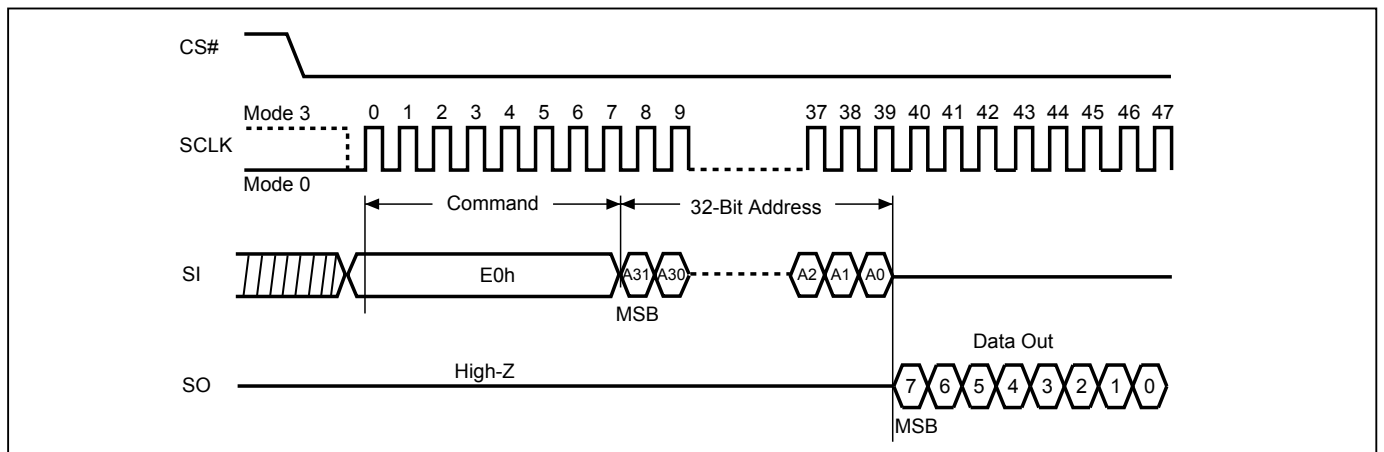 CS#
Mode 3
0 1 2 3 4 5 6 7 8 9 37 38 39 40 41 42 43 44 45 46 47
SCLK
Mode 0
Command
32-Bit Address
SI
E0h
A31 A30 A2 A1 A0
MSB
Data Out
High-Z
SO
7 6 5 4 3 2 1 0
MSB